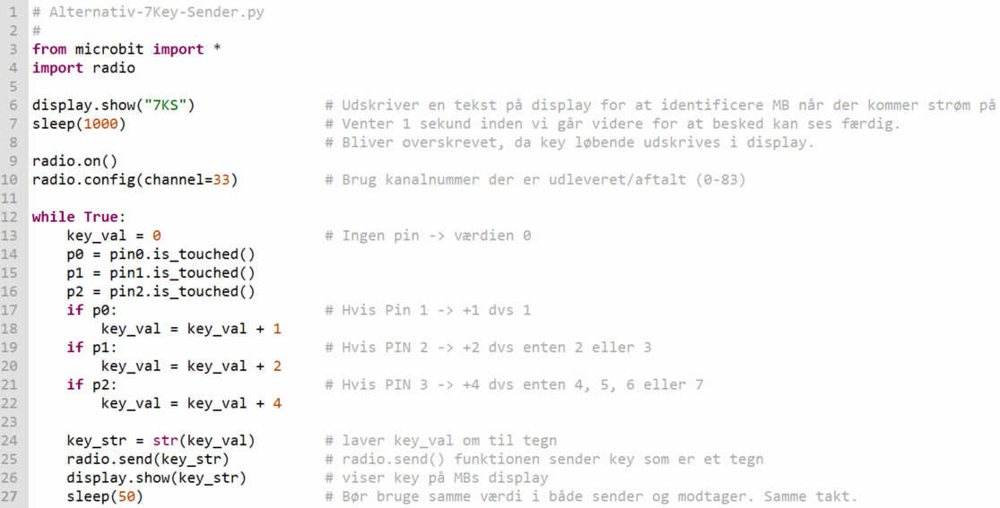 1 # Alternativ-7Key-Sender.py
2 #
3 from microbit import *
4 import radio
5
6 display.show("7KS") # Udskriver en tekst på display for at identificere MB når der kommer strøm på
7 sleep(1000) # Venter 1 sekund inden vi går videre for at besked kan ses færdig.
8 # Bliver overskrevet, da key løbende udskrives i display.
9 radio.on()
10 radio.config(channel=33) # Brug kanalnummer der er udleveret/aftalt (0-83)
11
12 while True:
13     key_val = 0 # Ingen pin -> værdien 0
14     p0 = pin0.is_touched()
15     p1 = pin1.is_touched()
16     p2 = pin2.is_touched()
17     if p0: # Hvis Pin 1 -> +1 dvs 1
18         key_val = key_val + 1
19     if p1: # Hvis PIN 2 -> +2 dvs enten 2 eller 3
20         key_val = key_val + 2
21     if p2: # Hvis PIN 3 -> +4 dvs enten 4, 5, 6 eller 7
22         key_val = key_val + 4
23
24     key_str = str(key_val) # laver key_val om til tegn
25     radio.send(key_str) # radio.send() funktionen sender key som er et tegn
26     display.show(key_str) # viser key på MBs display
27     sleep(50) # Bør bruge samme værdi i både sender og modtager. Samme takt.